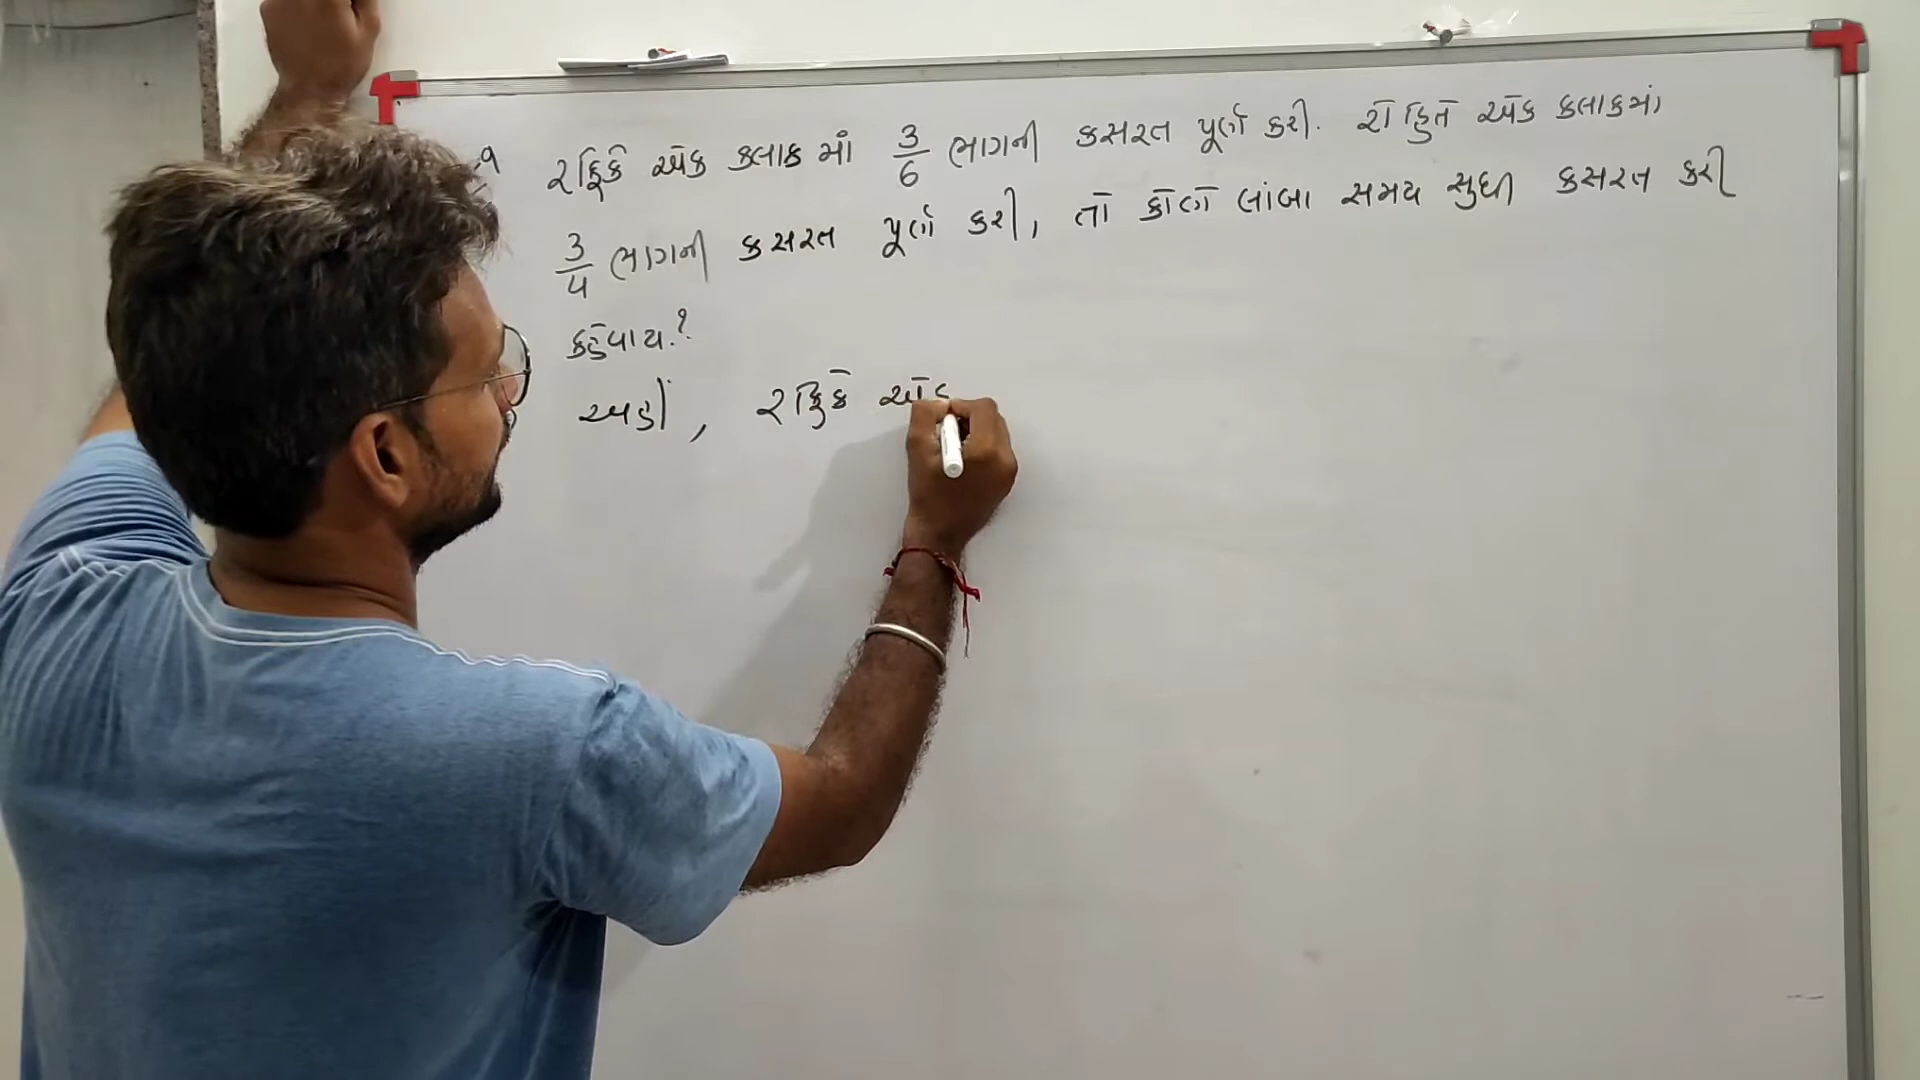 રફિકે એક કલાક માં 3/6 ભાગની કસરત પૂર્ણ કરી. રોહિતે એક કલાકમાં
3/4 ભાગની કસરત પૂર્ણ કરી, તો કોણે લાંબા સમય સુધી કસરત કરી
કહેવાય.?
અહીં, રફિકે